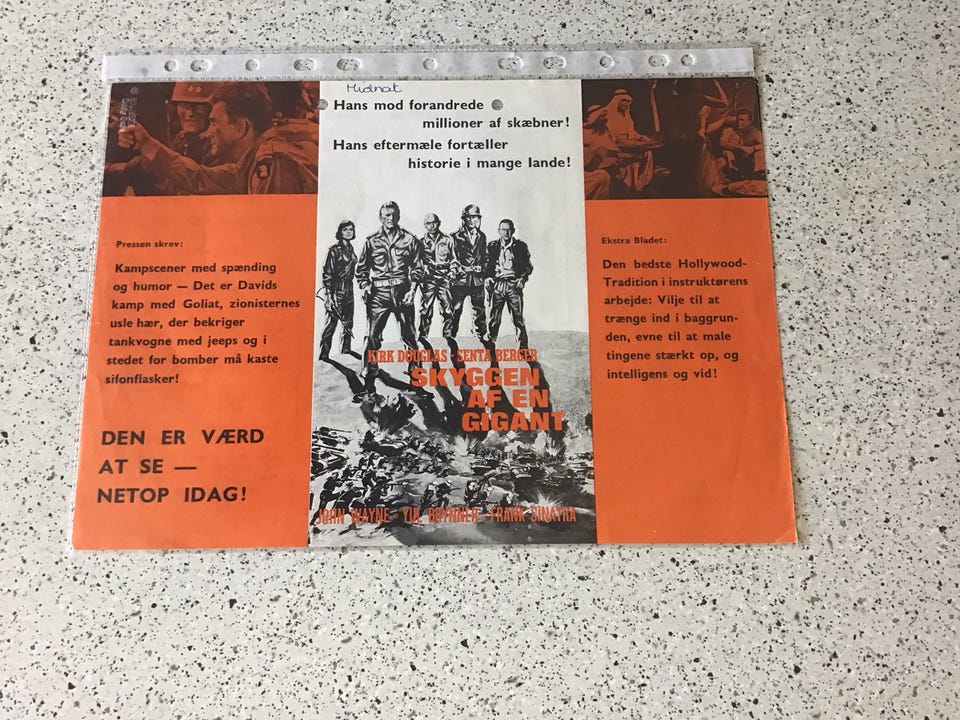 Midnat
Hans mod forandrede
millioner af skæbner!
Hans eftermæle fortæller
historie i mange lande!
Pressen skrev:
Kampscener med spænding
og humor — Det er Davids
kamp med Goliat, zionisternes
usle hær, der bekriger
tankvogne med jeeps og i
stedet for bomber må kaste
sifonflasker!
DEN ER VÆRD
AT SE —
NETOP IDAG!
KIRK DOUGLAS · SENTA BERGER
SKYGGEN
AF EN
GIGANT
JOHN WAYNE · YUL BRYNNER · FRANK SINATRA
Ekstra Bladet:
Den bedste Hollywood-
Tradition i instruktørens
arbejde: Vilje til at
trænge ind i baggrun-
den, evne til at male
tingene stærkt op, og
intelligens og vid!